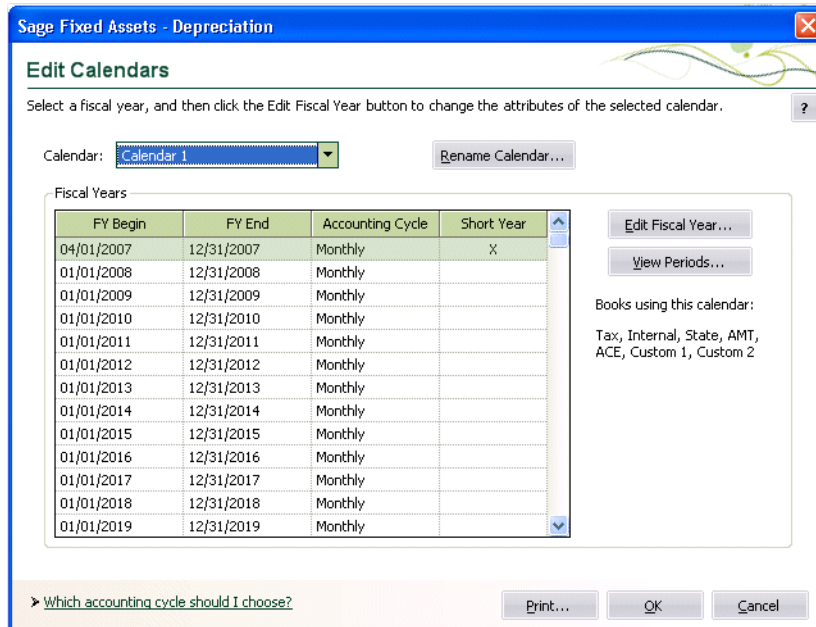 Sage Fixed Assets - Depreciation
Edit Calendars
Select a fiscal year, and then click the Edit Fiscal Year button to change the attributes of the selected calendar.
?
Calendar: Calendar 1
Rename Calendar...
Fiscal Years
FY Begin FY End Accounting Cycle Short Year
04/01/2007 12/31/2007 Monthly X
01/01/2008 12/31/2008 Monthly
01/01/2009 12/31/2009 Monthly
01/01/2010 12/31/2010 Monthly
01/01/2011 12/31/2011 Monthly
01/01/2012 12/31/2012 Monthly
01/01/2013 12/31/2013 Monthly
01/01/2014 12/31/2014 Monthly
01/01/2015 12/31/2015 Monthly
01/01/2016 12/31/2016 Monthly
01/01/2017 12/31/2017 Monthly
01/01/2018 12/31/2018 Monthly
01/01/2019 12/31/2019 Monthly
Edit Fiscal Year...
View Periods...
Books using this calendar:
Tax, Internal, State, AMT,
ACE, Custom 1, Custom 2
Which accounting cycle should I choose?
Print...
OK
Cancel